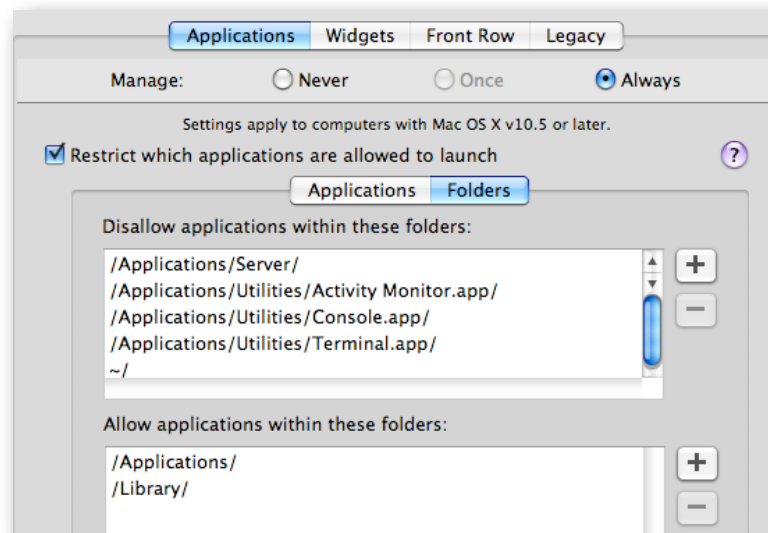 Applications Widgets Front Row Legacy
Manage: Never Once Always
Settings apply to computers with Mac OS X v10.5 or later.
Restrict which applications are allowed to launch ?
Applications Folders
Disallow applications within these folders:
/Applications/Server/
/Applications/Utilities/Activity Monitor.app/
/Applications/Utilities/Console.app/
/Applications/Utilities/Terminal.app/
~/
Allow applications within these folders:
/Applications/
/Library/